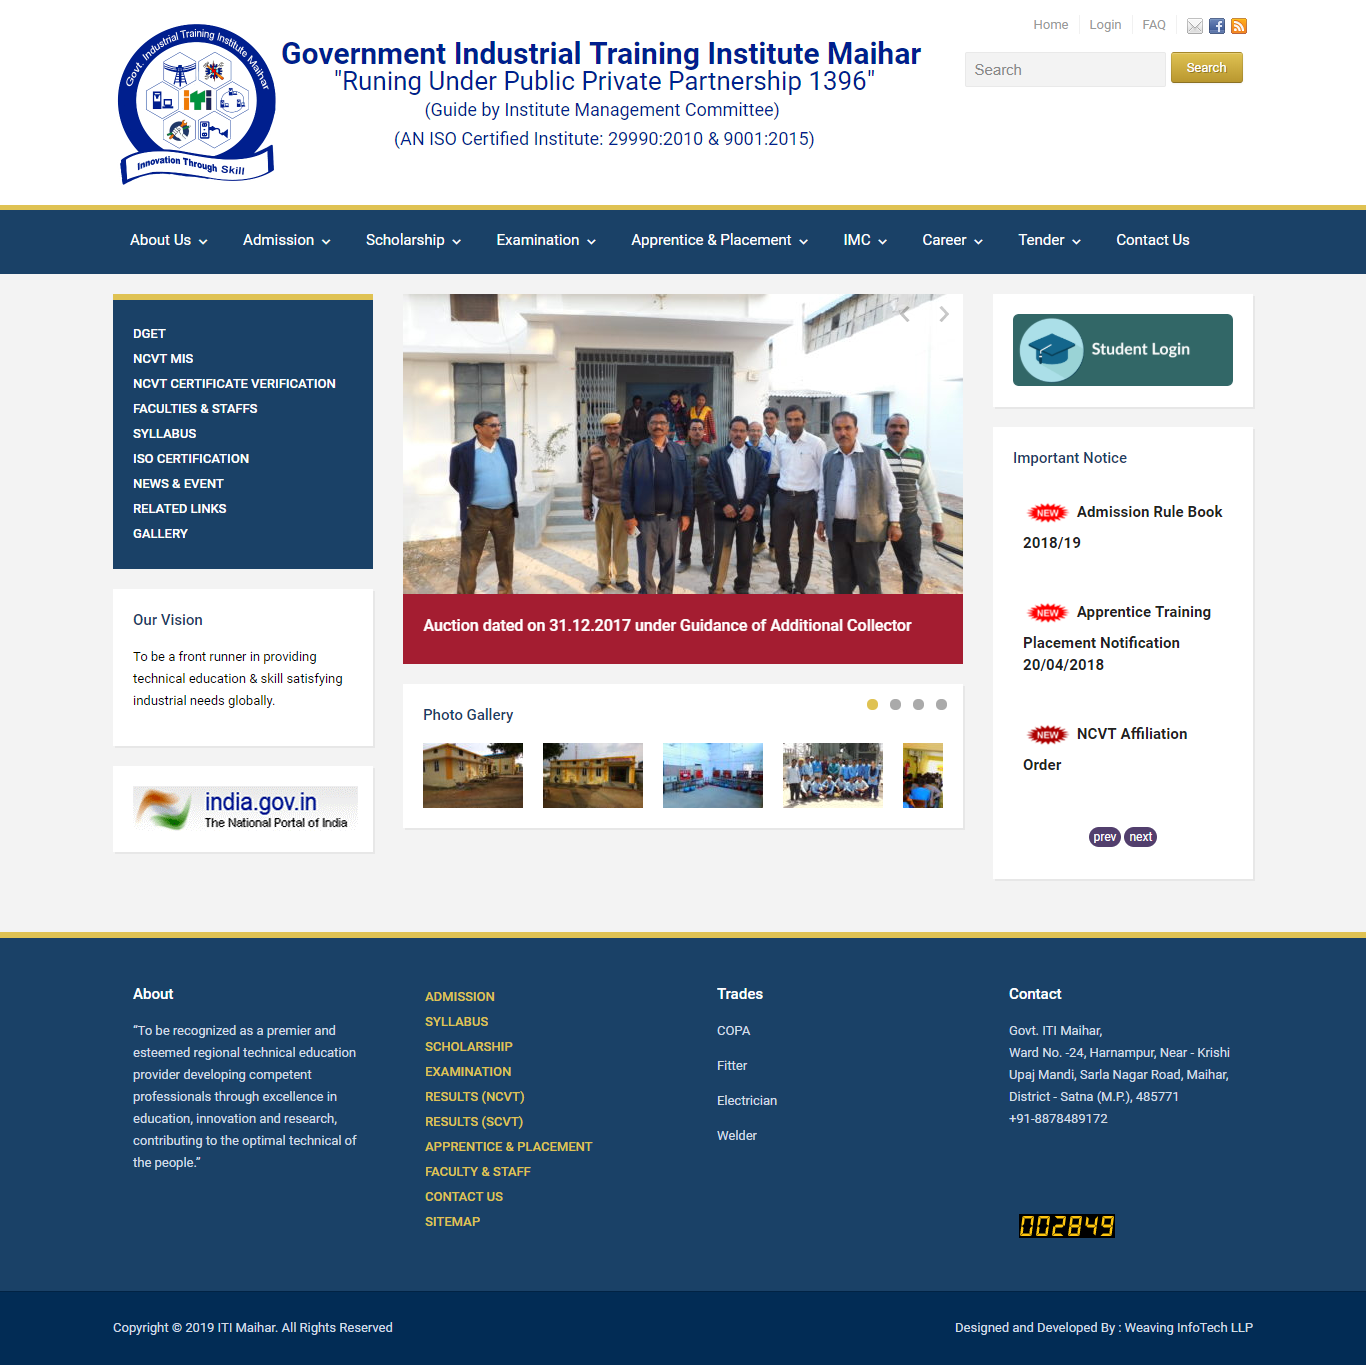 Home Login FAQ
Govt. Industrial Training Institute Maihar
iTi
Innovation Through Skill
Government Industrial Training Institute Maihar
"Runing Under Public Private Partnership 1396"
(Guide by Institute Management Committee)
(AN ISO Certified Institute: 29990:2010 & 9001:2015)
Search Search
About Us Admission Scholarship Examination Apprentice & Placement IMC Career Tender Contact Us
DGET
NCVT MIS
NCVT CERTIFICATE VERIFICATION
FACULTIES & STAFFS
SYLLABUS
ISO CERTIFICATION
NEWS & EVENT
RELATED LINKS
GALLERY
Our Vision
To be a front runner in providing
technical education & skill satisfying
industrial needs globally.
india.gov.in
The National Portal of India
Auction dated on 31.12.2017 under Guidance of Additional Collector
Photo Gallery
Student Login
Important Notice
NEW Admission Rule Book
2018/19
NEW Apprentice Training
Placement Notification
20/04/2018
NEW NCVT Affiliation
Order
prev next
About
“To be recognized as a premier and
esteemed regional technical education
provider developing competent
professionals through excellence in
education, innovation and research,
contributing to the optimal technical of
the people.”
ADMISSION
SYLLABUS
SCHOLARSHIP
EXAMINATION
RESULTS (NCVT)
RESULTS (SCVT)
APPRENTICE & PLACEMENT
FACULTY & STAFF
CONTACT US
SITEMAP
Trades
COPA
Fitter
Electrician
Welder
Contact
Govt. ITI Maihar,
Ward No. -24, Harnampur, Near - Krishi
Upaj Mandi, Sarla Nagar Road, Maihar,
District - Satna (M.P.), 485771
+91-8878489172
002849
Copyright © 2019 ITI Maihar. All Rights Reserved
Designed and Developed By : Weaving InfoTech LLP